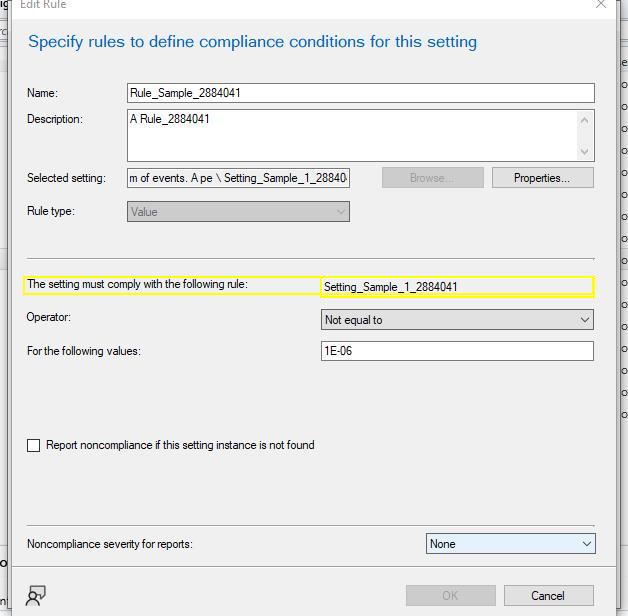 Edit Rule
Specify rules to define compliance conditions for this setting
Name:
Rule_Sample_2884041
Description:
A Rule_2884041
Selected setting:
m of events. A pe \ Setting_Sample_1_28840
Browse...
Properties...
Rule type:
Value
The setting must comply with the following rule:
Setting_Sample_1_2884041
Operator:
Not equal to
For the following values:
1E-06
Report noncompliance if this setting instance is not found
Noncompliance severity for reports:
None
OK
Cancel